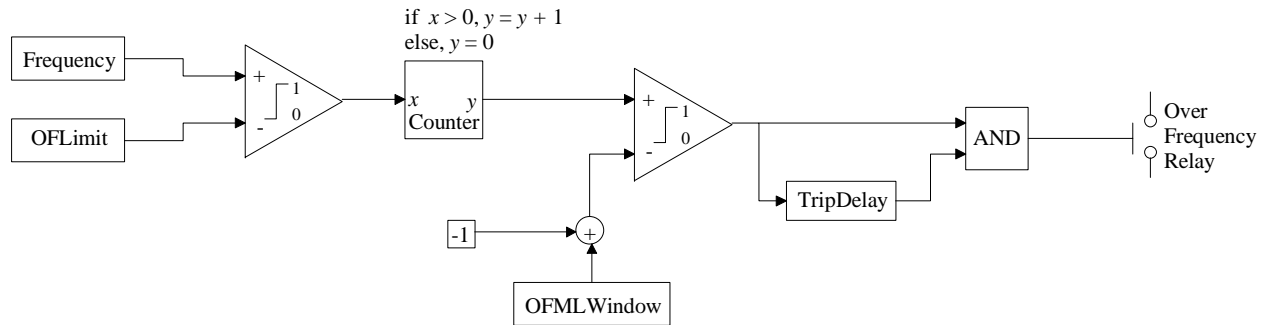 if x > 0, y = y + 1
else, y = 0
Frequency
+
1
0
-
OFLimit
x y
Counter
+
1
0
-
AND
Over
Frequency
Relay
TripDelay
-1
+
OFMLWindow